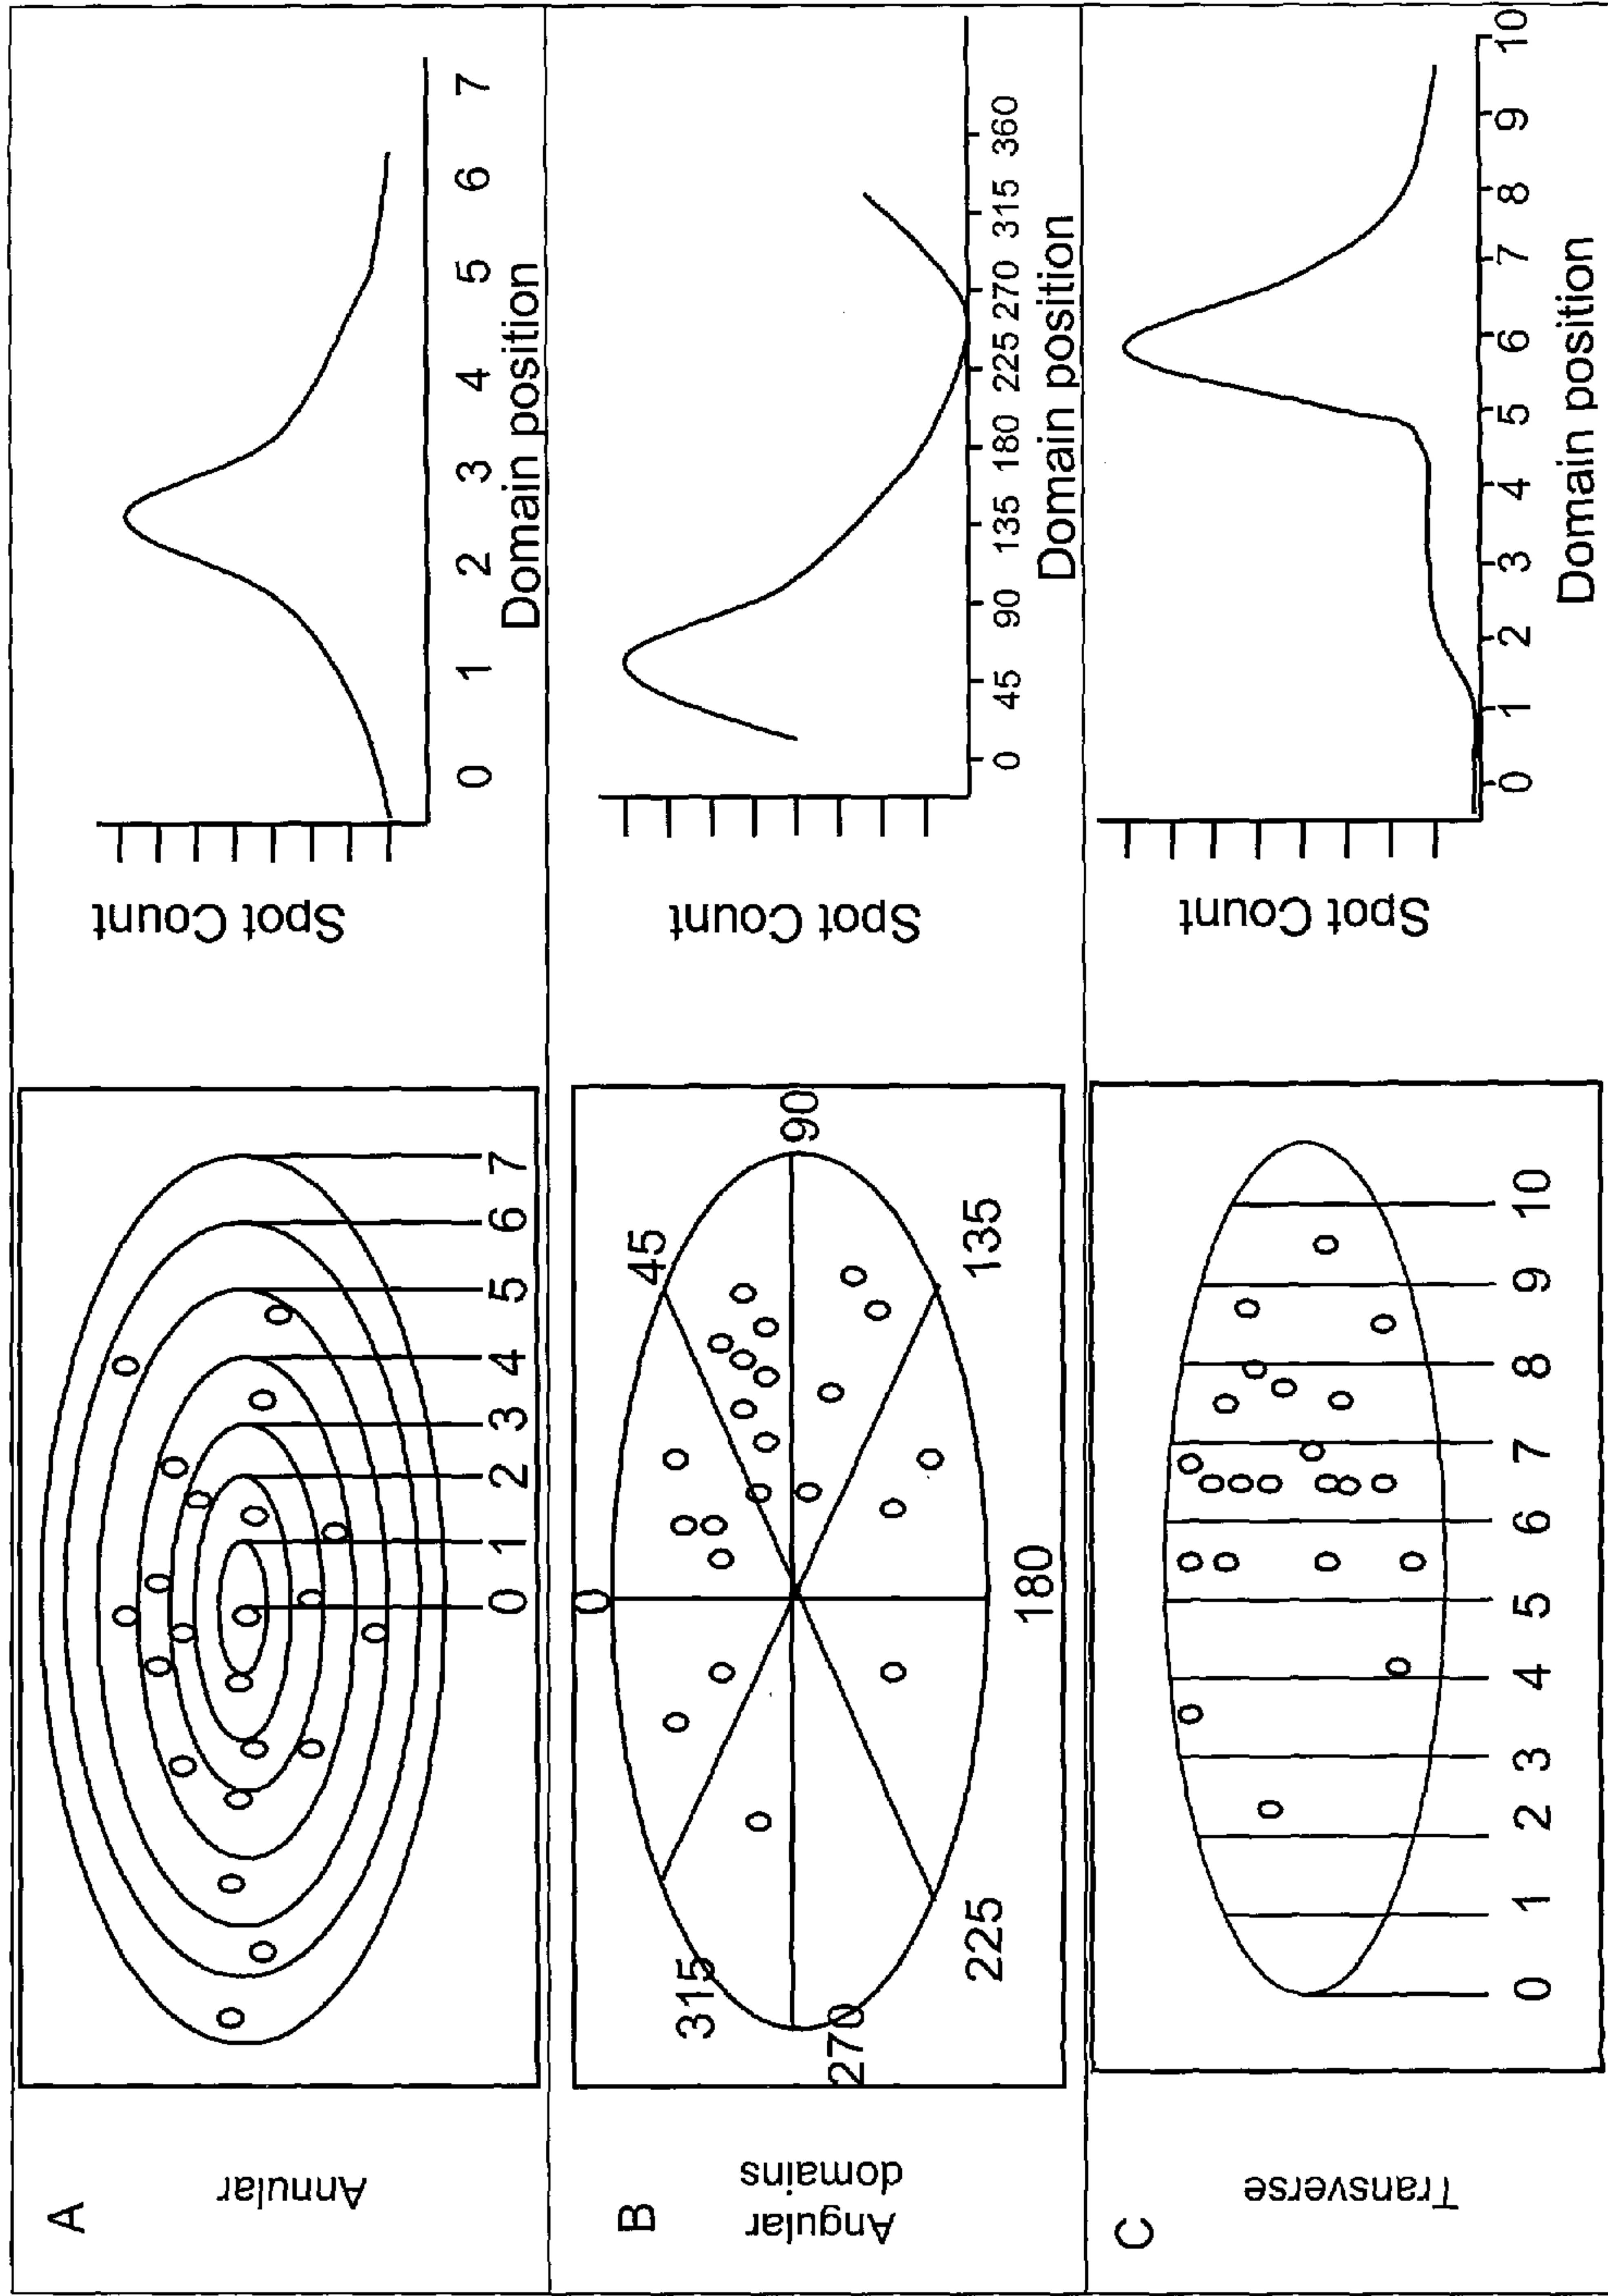 A
Annular
0 1 2 3 4 5 6 7
Spot Count
0 1 2 3 4 5 6 7
Domain position
B
Angular
domains
0
45
90
135
180
225
270
315
Spot Count
0 45 90 135 180 225 270 315 360
Domain position
C
Transverse
0 1 2 3 4 5 6 7 8 9 10
Spot Count
0 1 2 3 4 5 6 7 8 9 10
Domain position